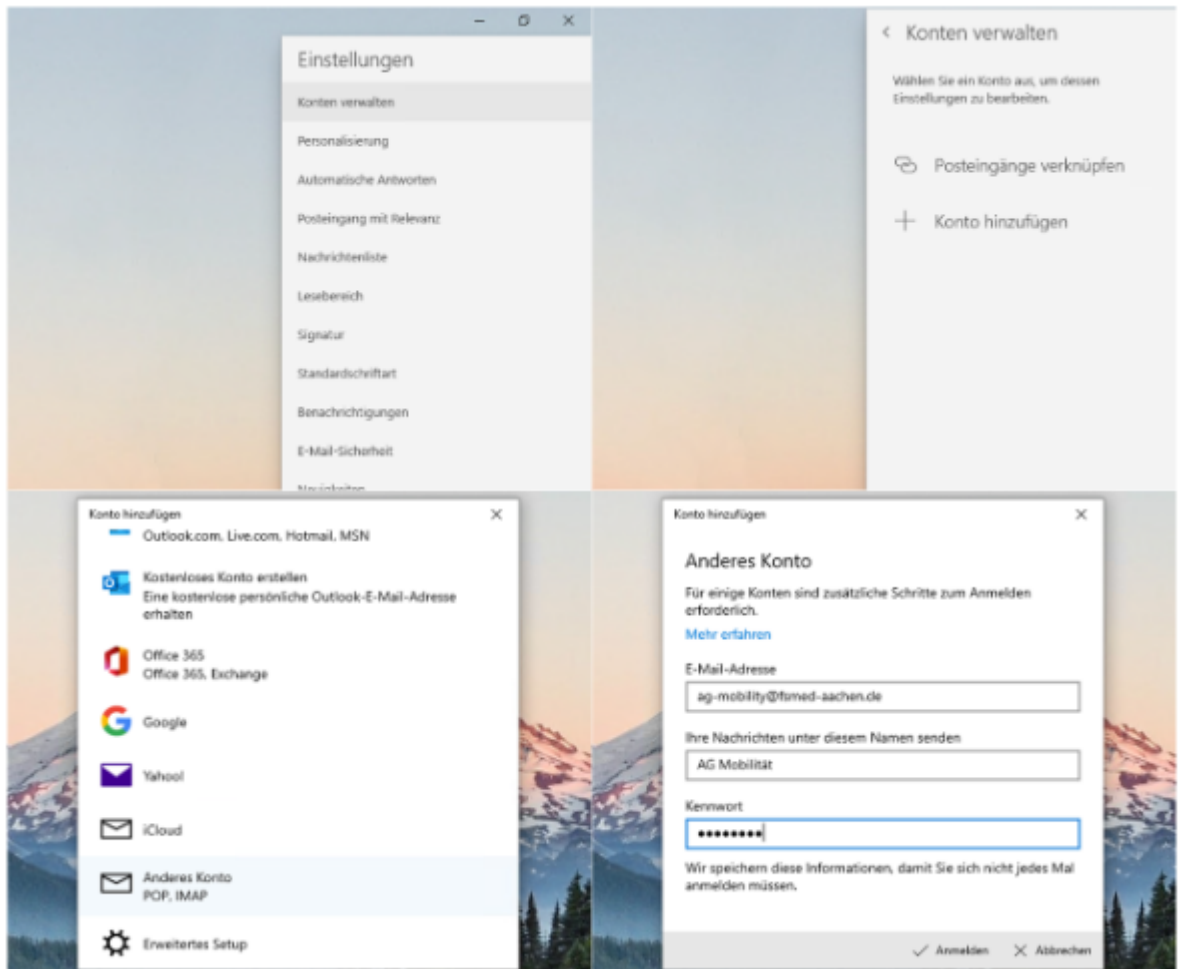 Einstellungen
Konten verwalten
Personalisierung
Automatische Antworten
Posteingang mit Relevanz
Nachrichtenliste
Lesebereich
Signatur
Standardschriftart
Benachrichtigungen
E-Mail-Sicherheit
Neuigkeiten
Konten verwalten
Wählen Sie ein Konto aus, um dessen
Einstellungen zu bearbeiten.
Posteingänge verknüpfen
Konto hinzufügen
Konto hinzufügen
Outlook.com, Live.com, Hotmail, MSN
Kostenloses Konto erstellen
Eine kostenlose persönliche Outlook-E-Mail-Adresse
erhalten
Office 365
Office 365, Exchange
Google
Yahoo!
iCloud
Anderes Konto
POP, IMAP
Erweitertes Setup
Konto hinzufügen
Anderes Konto
Für einige Konten sind zusätzliche Schritte zum Anmelden
erforderlich.
Mehr erfahren
E-Mail-Adresse
ag-mobility@fsmed-aachen.de
Ihre Nachrichten unter diesem Namen senden
AG Mobilität
Kennwort
••••••••
Wir speichern diese Informationen, damit Sie sich nicht jedes Mal
anmelden müssen.
Anmelden
Abbrechen